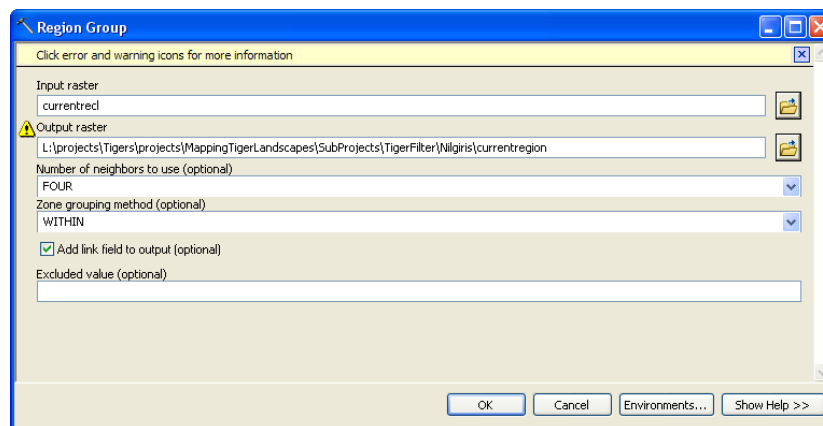 Region Group
Click error and warning icons for more information
Input raster
currentrecl
Output raster
L:\projects\Tigers\projects\MappingTigerLandscapes\SubProjects\TigerFilter\Nilgiris\currentregion
Number of neighbors to use (optional)
FOUR
Zone grouping method (optional)
WITHIN
Add link field to output (optional)
Excluded value (optional)
OK Cancel Environments... Show Help >>